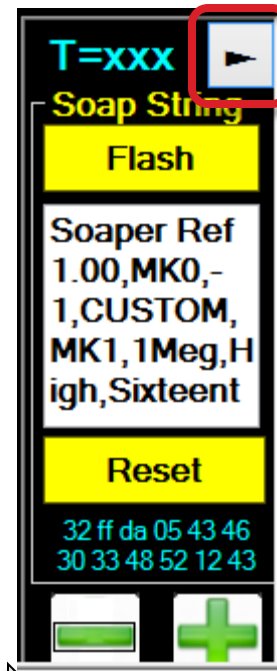 T=xxx
Soap String
Flash
Soaper Ref
1.00,MK0,-
1,CUSTOM,
MK1,1Meg,H
igh,Sixteent
Reset
32 ff da 05 43 46
30 33 48 52 12 43